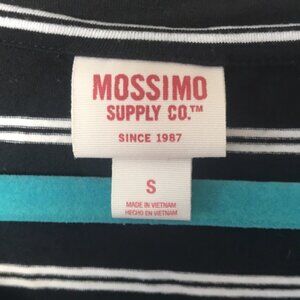 MOSSIMO
SUPPLY CO.™
SINCE 1987
S
MADE IN VIETNAM
HECHO EN VIETNAM